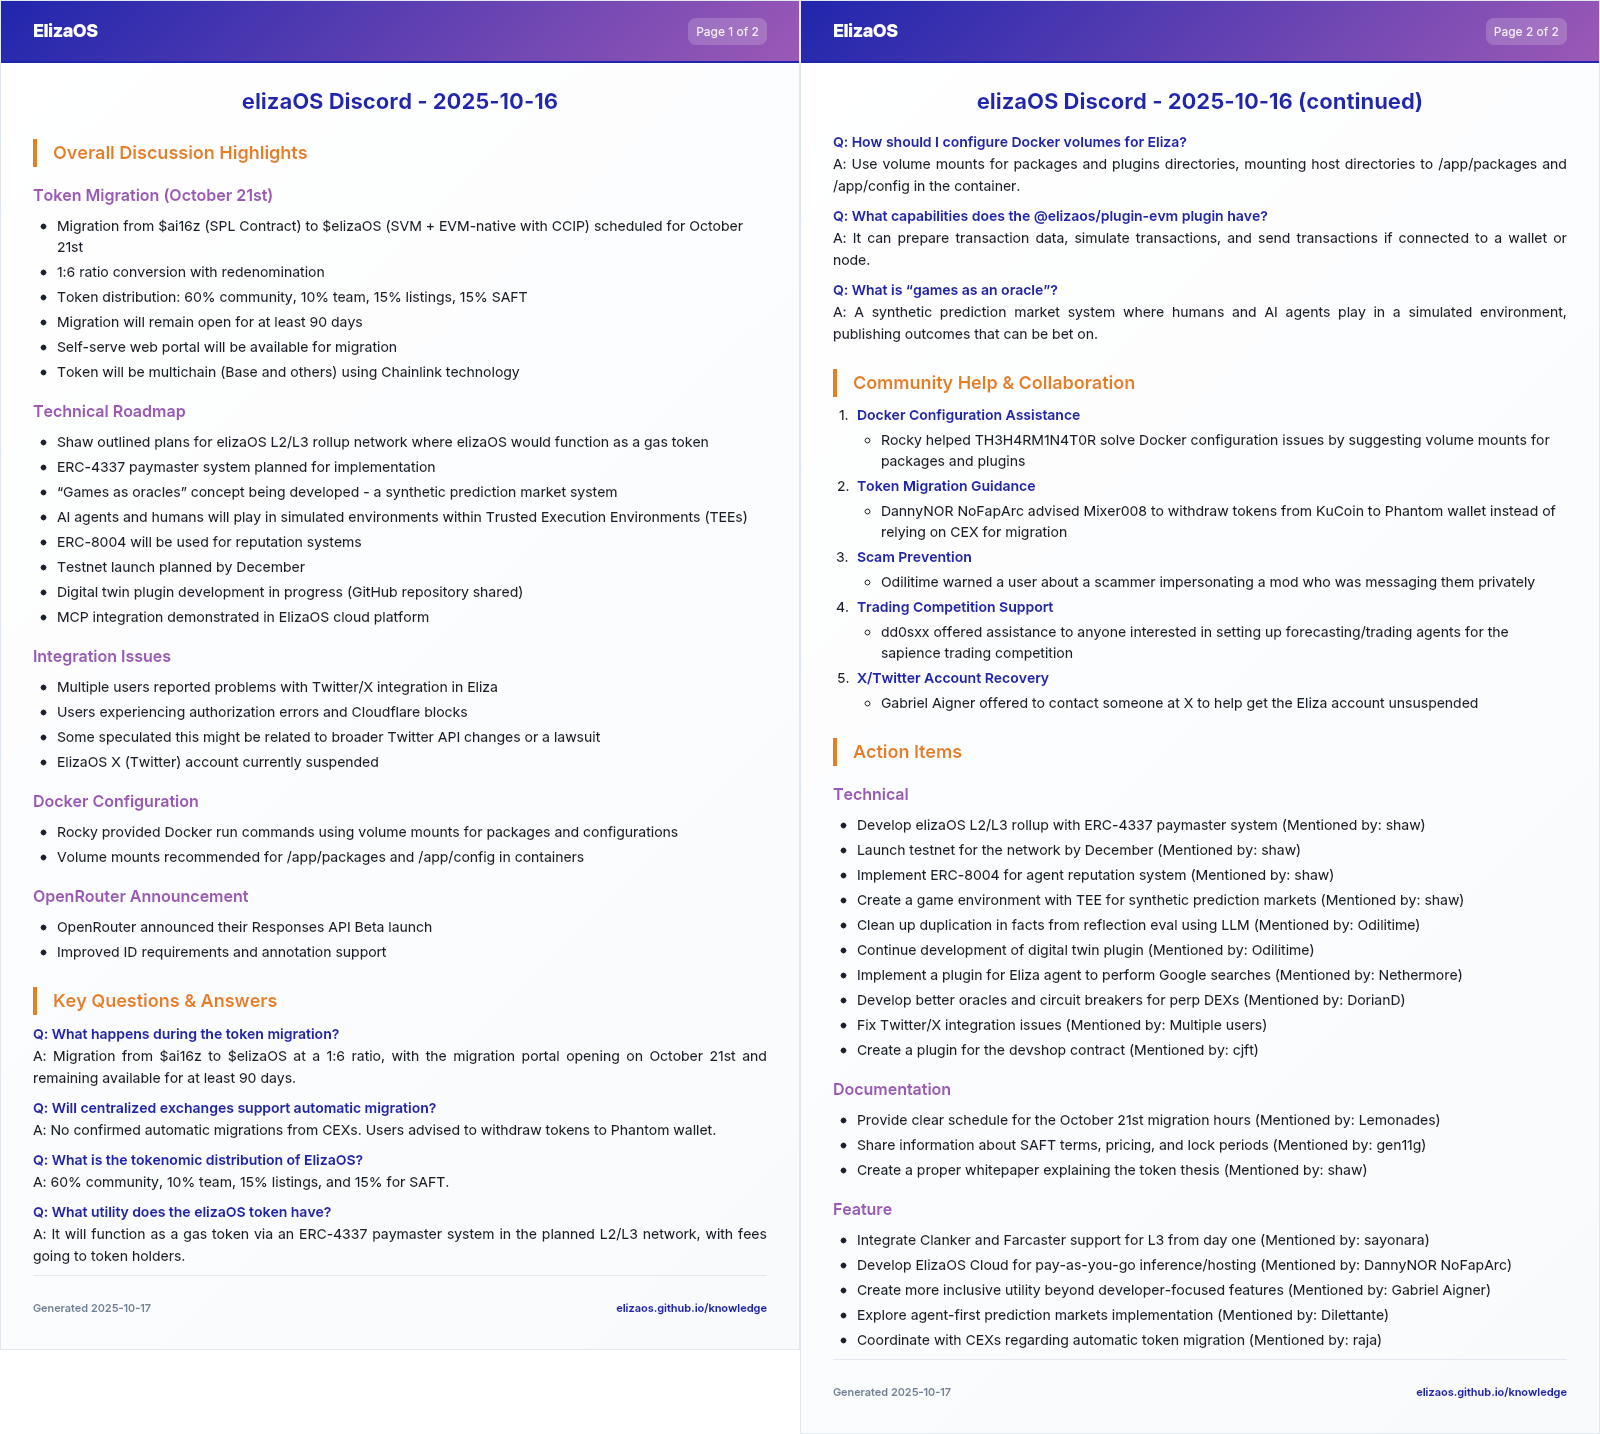 ElizaOS
Page 1 of 2
elizaOS Discord - 2025-10-16
Overall Discussion Highlights
Token Migration (October 21st)
• Migration from $ai16z (SPL Contract) to $elizaOS (SVM + EVM-native with CCIP) scheduled for October
21st
• 1:6 ratio conversion with redenomination
• Token distribution: 60% community, 10% team, 15% listings, 15% SAFT
• Migration will remain open for at least 90 days
• Self-serve web portal will be available for migration
• Token will be multichain (Base and others) using Chainlink technology
Technical Roadmap
• Shaw outlined plans for elizaOS L2/L3 rollup network where elizaOS would function as a gas token
• ERC-4337 paymaster system planned for implementation
• “Games as oracles” concept being developed - a synthetic prediction market system
• AI agents and humans will play in simulated environments within Trusted Execution Environments (TEEs)
• ERC-8004 will be used for reputation systems
• Testnet launch planned by December
• Digital twin plugin development in progress (GitHub repository shared)
• MCP integration demonstrated in ElizaOS cloud platform
Integration Issues
• Multiple users reported problems with Twitter/X integration in Eliza
• Users experiencing authorization errors and Cloudflare blocks
• Some speculated this might be related to broader Twitter API changes or a lawsuit
• ElizaOS X (Twitter) account currently suspended
Docker Configuration
• Rocky provided Docker run commands using volume mounts for packages and configurations
• Volume mounts recommended for /app/packages and /app/config in containers
OpenRouter Announcement
• OpenRouter announced their Responses API Beta launch
• Improved ID requirements and annotation support
Key Questions & Answers
Q: What happens during the token migration?
A: Migration from $ai16z to $elizaOS at a 1:6 ratio, with the migration portal opening on October 21st and
remaining available for at least 90 days.
Q: Will centralized exchanges support automatic migration?
A: No confirmed automatic migrations from CEXs. Users advised to withdraw tokens to Phantom wallet.
Q: What is the tokenomic distribution of ElizaOS?
A: 60% community, 10% team, 15% listings, and 15% for SAFT.
Q: What utility does the elizaOS token have?
A: It will function as a gas token via an ERC-4337 paymaster system in the planned L2/L3 network, with fees
going to token holders.
Generated 2025-10-17
elizaos.github.io/knowledge
ElizaOS
Page 2 of 2
elizaOS Discord - 2025-10-16 (continued)
Q: How should I configure Docker volumes for Eliza?
A: Use volume mounts for packages and plugins directories, mounting host directories to /app/packages and
/app/config in the container.
Q: What capabilities does the @elizaos/plugin-evm plugin have?
A: It can prepare transaction data, simulate transactions, and send transactions if connected to a wallet or
node.
Q: What is “games as an oracle”?
A: A synthetic prediction market system where humans and AI agents play in a simulated environment,
publishing outcomes that can be bet on.
Community Help & Collaboration
1. Docker Configuration Assistance
◦ Rocky helped TH3H4RM1N4T0R solve Docker configuration issues by suggesting volume mounts for
packages and plugins
2. Token Migration Guidance
◦ DannyNOR NoFapArc advised Mixer008 to withdraw tokens from KuCoin to Phantom wallet instead of
relying on CEX for migration
3. Scam Prevention
◦ Odilitime warned a user about a scammer impersonating a mod who was messaging them privately
4. Trading Competition Support
◦ dd0sxx offered assistance to anyone interested in setting up forecasting/trading agents for the
sapience trading competition
5. X/Twitter Account Recovery
◦ Gabriel Aigner offered to contact someone at X to help get the Eliza account unsuspended
Action Items
Technical
• Develop elizaOS L2/L3 rollup with ERC-4337 paymaster system (Mentioned by: shaw)
• Launch testnet for the network by December (Mentioned by: shaw)
• Implement ERC-8004 for agent reputation system (Mentioned by: shaw)
• Create a game environment with TEE for synthetic prediction markets (Mentioned by: shaw)
• Clean up duplication in facts from reflection eval using LLM (Mentioned by: Odilitime)
• Continue development of digital twin plugin (Mentioned by: Odilitime)
• Implement a plugin for Eliza agent to perform Google searches (Mentioned by: Nethermore)
• Develop better oracles and circuit breakers for perp DEXs (Mentioned by: DorianD)
• Fix Twitter/X integration issues (Mentioned by: Multiple users)
• Create a plugin for the devshop contract (Mentioned by: cjft)
Documentation
• Provide clear schedule for the October 21st migration hours (Mentioned by: Lemonades)
• Share information about SAFT terms, pricing, and lock periods (Mentioned by: gen11g)
• Create a proper whitepaper explaining the token thesis (Mentioned by: shaw)
Feature
• Integrate Clanker and Farcaster support for L3 from day one (Mentioned by: sayonara)
• Develop ElizaOS Cloud for pay-as-you-go inference/hosting (Mentioned by: DannyNOR NoFapArc)
• Create more inclusive utility beyond developer-focused features (Mentioned by: Gabriel Aigner)
• Explore agent-first prediction markets implementation (Mentioned by: Dilettante)
• Coordinate with CEXs regarding automatic token migration (Mentioned by: raja)
Generated 2025-10-17
elizaos.github.io/knowledge